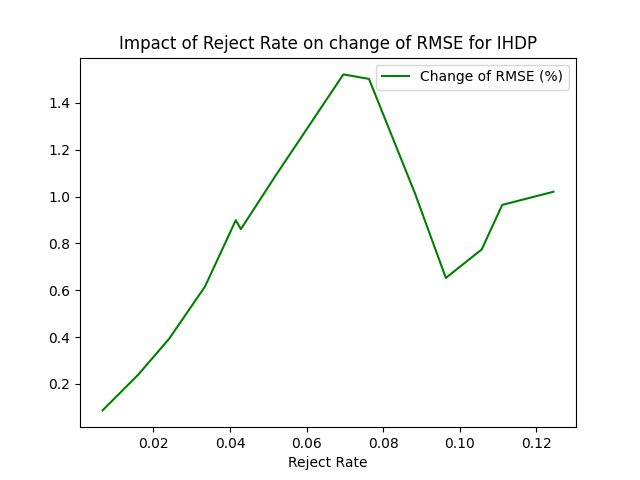 Impact of Reject Rate on change of RMSE for IHDP
Change of RMSE (%)
1.4
1.2
1.0
0.8
0.6
0.4
0.2
0.02 0.04 0.06 0.08 0.10 0.12
Reject Rate